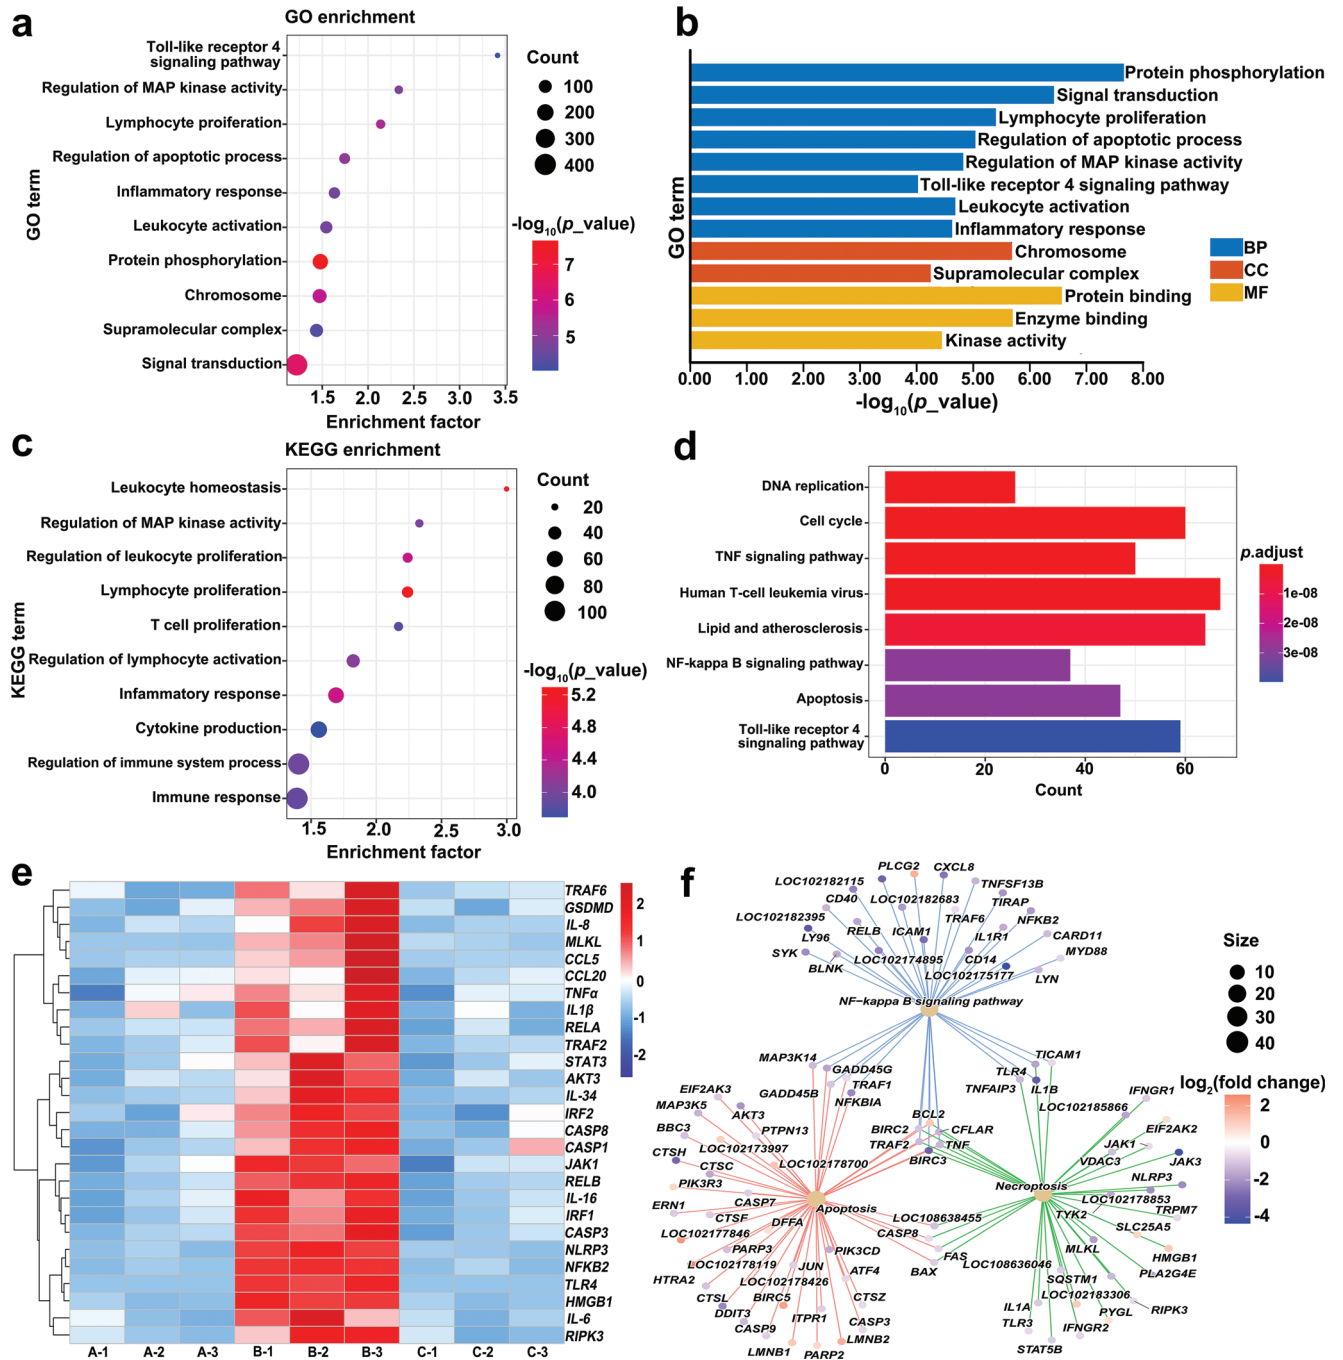 a
GO enrichment
Toll-like receptor 4
signaling pathway
Regulation of MAP kinase activity
Lymphocyte proiferation
Regulation of apoptotic process
Inflammatory response
Leukocyte activation
Protein phosphorylation
Chromosome
Supramolecular complex
Signal transduction
GO term
1.5 2.0 2.5 3.0 3.5
Enrichment factor
Count
100
200
300
400
-log10(p_value)
7
6
5
b
Protein phosphorylation
Signal transduction
Lymphocyte proliferation
Regulation of apoptotic process
Regulation of MAP kinase activity
Toll-like receptor 4 signaling pathway
Leukocyte activation
Inflammatory response
Chromosome
Supramolecular complex
Protein binding
Enzyme binding
Kinase activity
GO term
BP
CC
MF
0.00 1.00 2.00 3.00 4.00 5.00 6.00 7.00 8.00
-log10(p_value)
c
KEGG enrichment
Leukocyte homeostasis
Regulation of MAP kinase activity
Regulation of leukocyte proliferation
Lymphocyte proliferation
T cell proliferation
Regulation of lymphocyte activation
Infammatory response
Cytokine production
Regulation of immune system process
Immune response
KEGG term
1.5 2.0 2.5 3.0
Enrichment factor
Count
20
40
60
80
100
-log10(p_value)
5.2
4.8
4.4
4.0
d
DNA replication
Cell cycle
TNF signaling pathway
Human T-cell leukemia virus
Lipid and atherosclerosis
NF-kappa B signaling pathway
Apoptosis
Toll-like receptor 4
singnaling pathway
0 20 40 60
Count
p.adjust
1e-08
2e-08
3e-08
e
TRAF6
GSDMD
IL-8
MLKL
CCL5
CCL20
TNFα
IL1β
RELA
TRAF2
STAT3
AKT3
IL-34
IRF2
CASP8
CASP1
JAK1
RELB
IL-16
IRF1
CASP3
NLRP3
NFKB2
TLR4
HMGB1
IL-6
RIPK3
A-1 A-2 A-3 B-1 B-2 B-3 C-1 C-2 C-3
2
1
0
-1
-2
f
PLCG2 CXCL8
LOC102182115
TNFSF13B
CD40
LOC102182683
TIRAP
LOC102182395
TRAF6
NFKB2
RELB
ICAM1
IL1R1
CARD11
LY96
SYK
MYD88
BLNK
LOC102174895
CD14
LOC102175177
LYN
NF−kappa B signaling pathway
MAP3K14
TICAM1
GADD45G
TLR4
EIF2AK3
GADD45B
TRAF1
TNFAIP3
IL1B
IFNGR1
MAP3K5
NFKBIA
LOC102185866
AKT3
BCL2
BBC3
PTPN13
BIRC2
CFLAR
EIF2AK2
CTSH
LOC102173997
TRAF2
TNF
JAK1
CTSC
LOC102178700
BIRC3
VDAC3
JAK3
PIK3R3
Necroptosis
NLRP3
ERN1
CASP7
LOC102178853
CTSF
Apoptosis
TYK2
TRPM7
DFFA
LOC108638455
SLC25A5
LOC102177846
CASP8
MLKL
PARP3
PIK3CD
FAS
HMGB1
LOC102178119
JUN
BAX
LOC108636046
PLA2G4E
HTRA2
LOC102178426
ATF4
SQSTM1
CTSL
BIRC5
CTSZ
LOC102183306
DDIT3
ITPR1
IL1A
PYGL
RIPK3
CASP9
CASP3
TLR3
IFNGR2
LMNB1
LMNB2
STAT5B
PARP2
Size
10
20
30
40
log2(fold change)
2
0
-2
-4